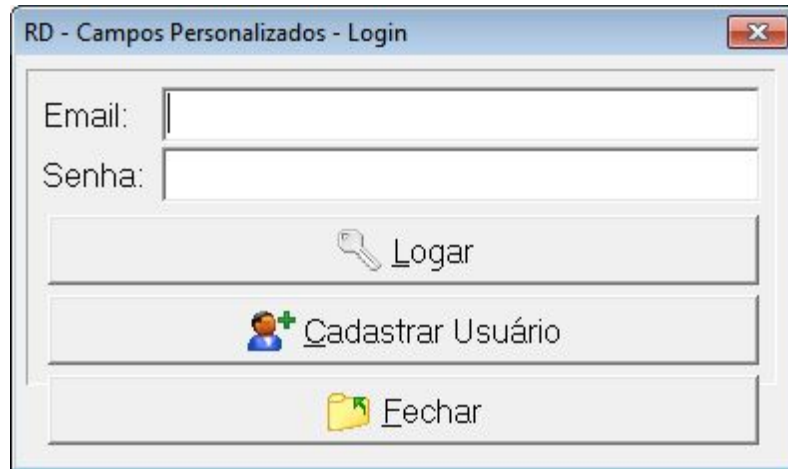 RD - Campos Personalizados - Login
Email:
Senha:
Logar
Cadastrar Usuário
Fechar